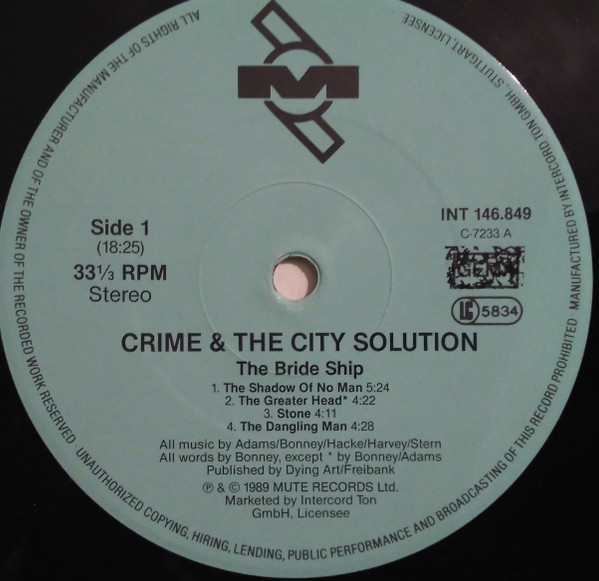 M
Side 1
(18:25)
33⅓ RPM
Stereo
INT 146.849
C-7233 A
GEMA
LC 5834
CRIME & THE CITY SOLUTION
The Bride Ship
1. The Shadow Of No Man 5:24
2. The Greater Head* 4:22
3. Stone 4:11
4. The Dangling Man 4:28
All music by Adams/Bonney/Hacke/Harvey/Stern
All words by Bonney, except * by Bonney/Adams
Published by Dying Art/Freibank
℗ & © 1989 MUTE RECORDS Ltd.
Marketed by Intercord Ton
GmbH, Licensee
ALL RIGHTS OF THE MANUFACTURER AND OF THE OWNER OF THE RECORDED WORK RESERVED · UNAUTHORIZED COPYING, HIRING, LENDING, PUBLIC PERFORMANCE AND BROADCASTING OF THIS RECORD PROHIBITED MANUFACTURED BY INTERCORD TON GMBH, STUTTGART, LICENSEE